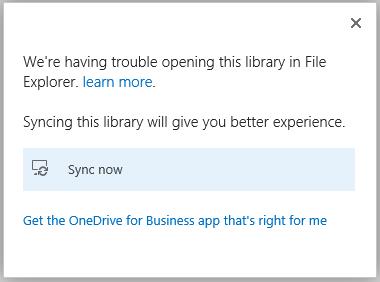 We're having trouble opening this library in File
Explorer. learn more.
Syncing this library will give you better experience.
Sync now
Get the OneDrive for Business app that's right for me